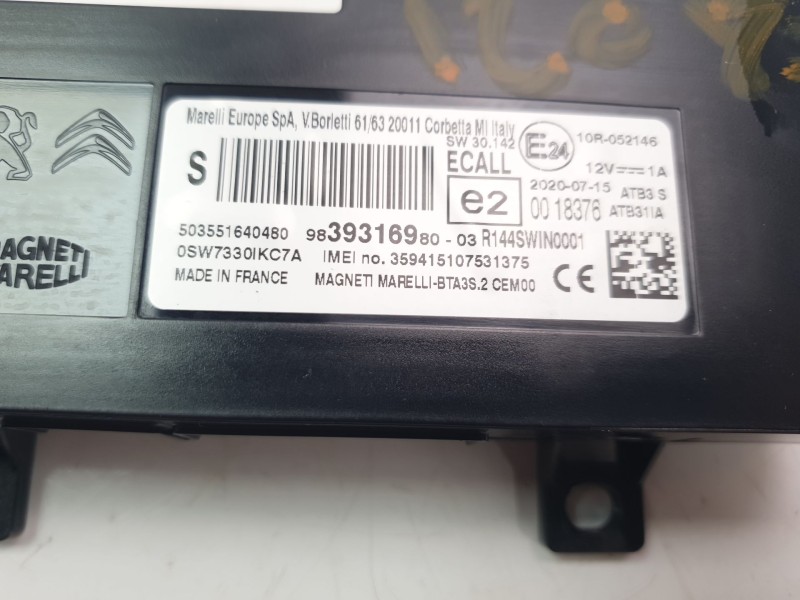 Marelli Europe SpA, V.Borletti 61/63 20011 Corbetta MI Italy
SW 30.142
E24
10R-052146
S
ECALL
12V 1A
e2
2020-07-15 ATB3 S
00 18376 ATB31IA
503551640480
9839316980-03 R144SWIN0001
0SW7330IKC7A
IMEI no. 359415107531375
MADE IN FRANCE
MAGNETI MARELLI-BTA3S.2 CEM00
CE
MAGNETI
MARELLI